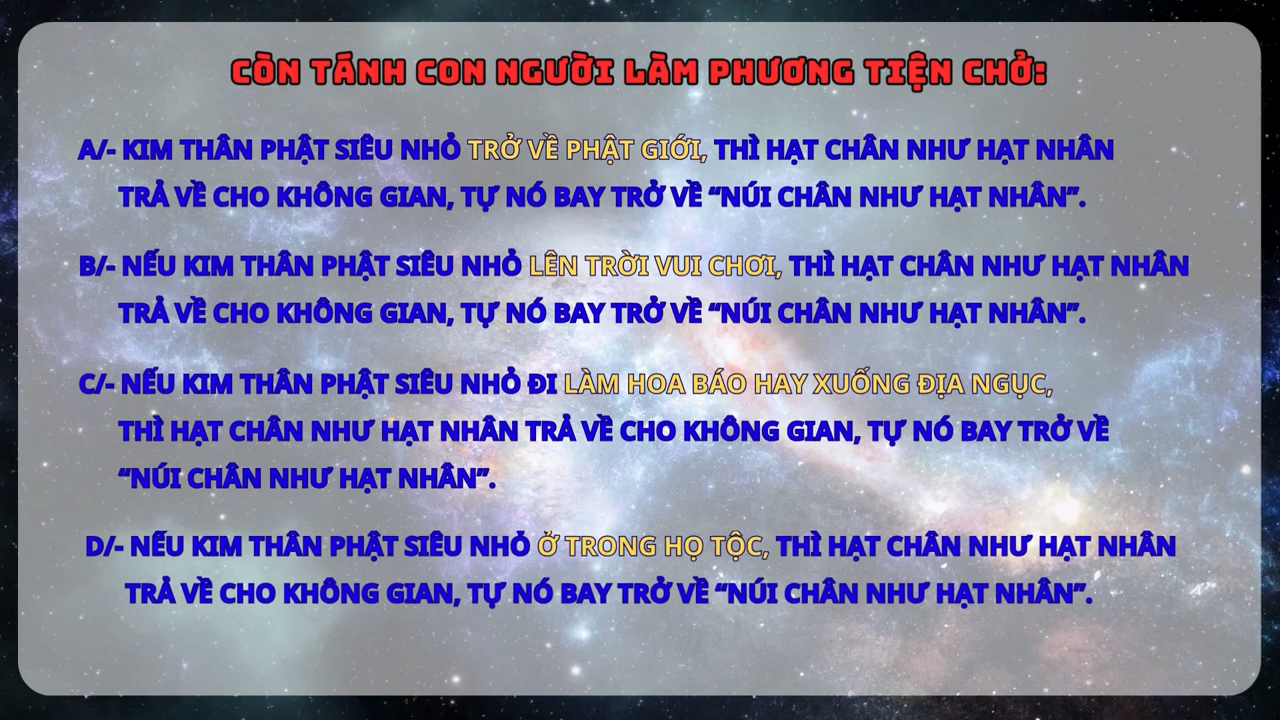 CÒN TÁNH CON NGƯỜI LÀM PHƯƠNG TIỆN CHỞ:
A/- KIM THÂN PHẬT SIÊU NHỎ TRỞ VỀ PHẬT GIỚI, THÌ HẠT CHÂN NHƯ HẠT NHÂN
TRẢ VỀ CHO KHÔNG GIAN, TỰ NÓ BAY TRỞ VỀ “NÚI CHÂN NHƯ HẠT NHÂN”.
B/- NẾU KIM THÂN PHẬT SIÊU NHỎ LÊN TRỜI VUI CHƠI, THÌ HẠT CHÂN NHƯ HẠT NHÂN
TRẢ VỀ CHO KHÔNG GIAN, TỰ NÓ BAY TRỞ VỀ “NÚI CHÂN NHƯ HẠT NHÂN”.
C/- NẾU KIM THÂN PHẬT SIÊU NHỎ ĐI LÀM HOA BÁO HAY XUỐNG ĐỊA NGỤC,
THÌ HẠT CHÂN NHƯ HẠT NHÂN TRẢ VỀ CHO KHÔNG GIAN, TỰ NÓ BAY TRỞ VỀ
“NÚI CHÂN NHƯ HẠT NHÂN”.
D/- NẾU KIM THÂN PHẬT SIÊU NHỎ Ở TRONG HỌ TỘC, THÌ HẠT CHÂN NHƯ HẠT NHÂN
TRẢ VỀ CHO KHÔNG GIAN, TỰ NÓ BAY TRỞ VỀ “NÚI CHÂN NHƯ HẠT NHÂN”.